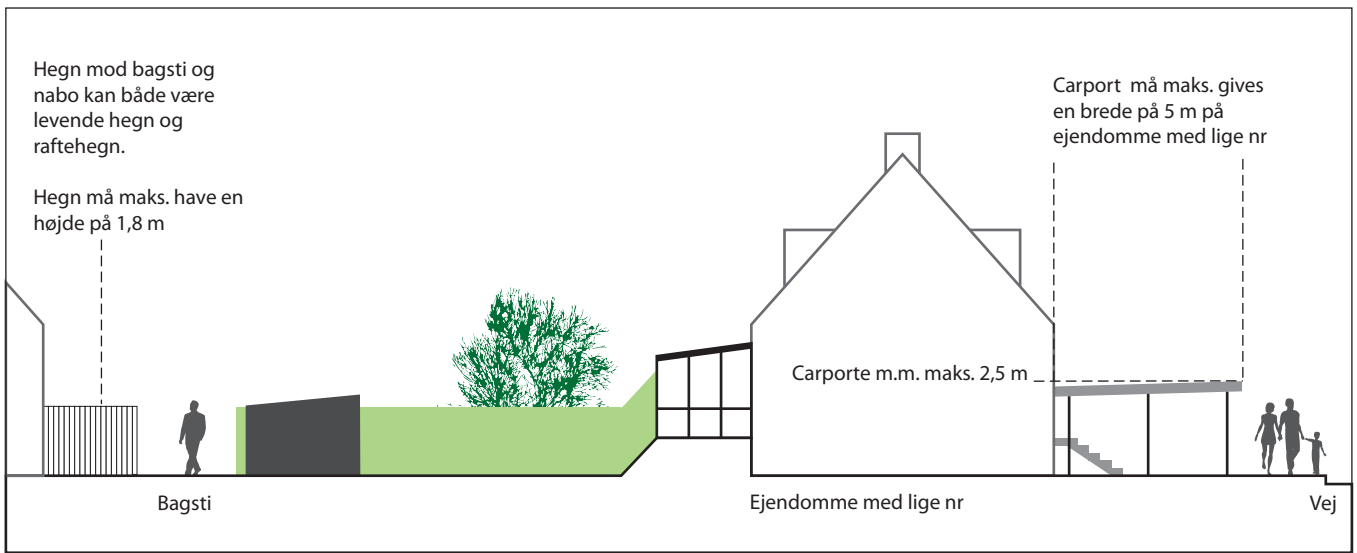 Hegn mod bagsti og
nabo kan både være
levende hegn og
raftehegn.
Hegn må maks. have en
højde på 1,8 m
Carport må maks. gives
en brede på 5 m på
ejendomme med lige nr
Carporte m.m. maks. 2,5 m
Bagsti
Ejendomme med lige nr
Vej